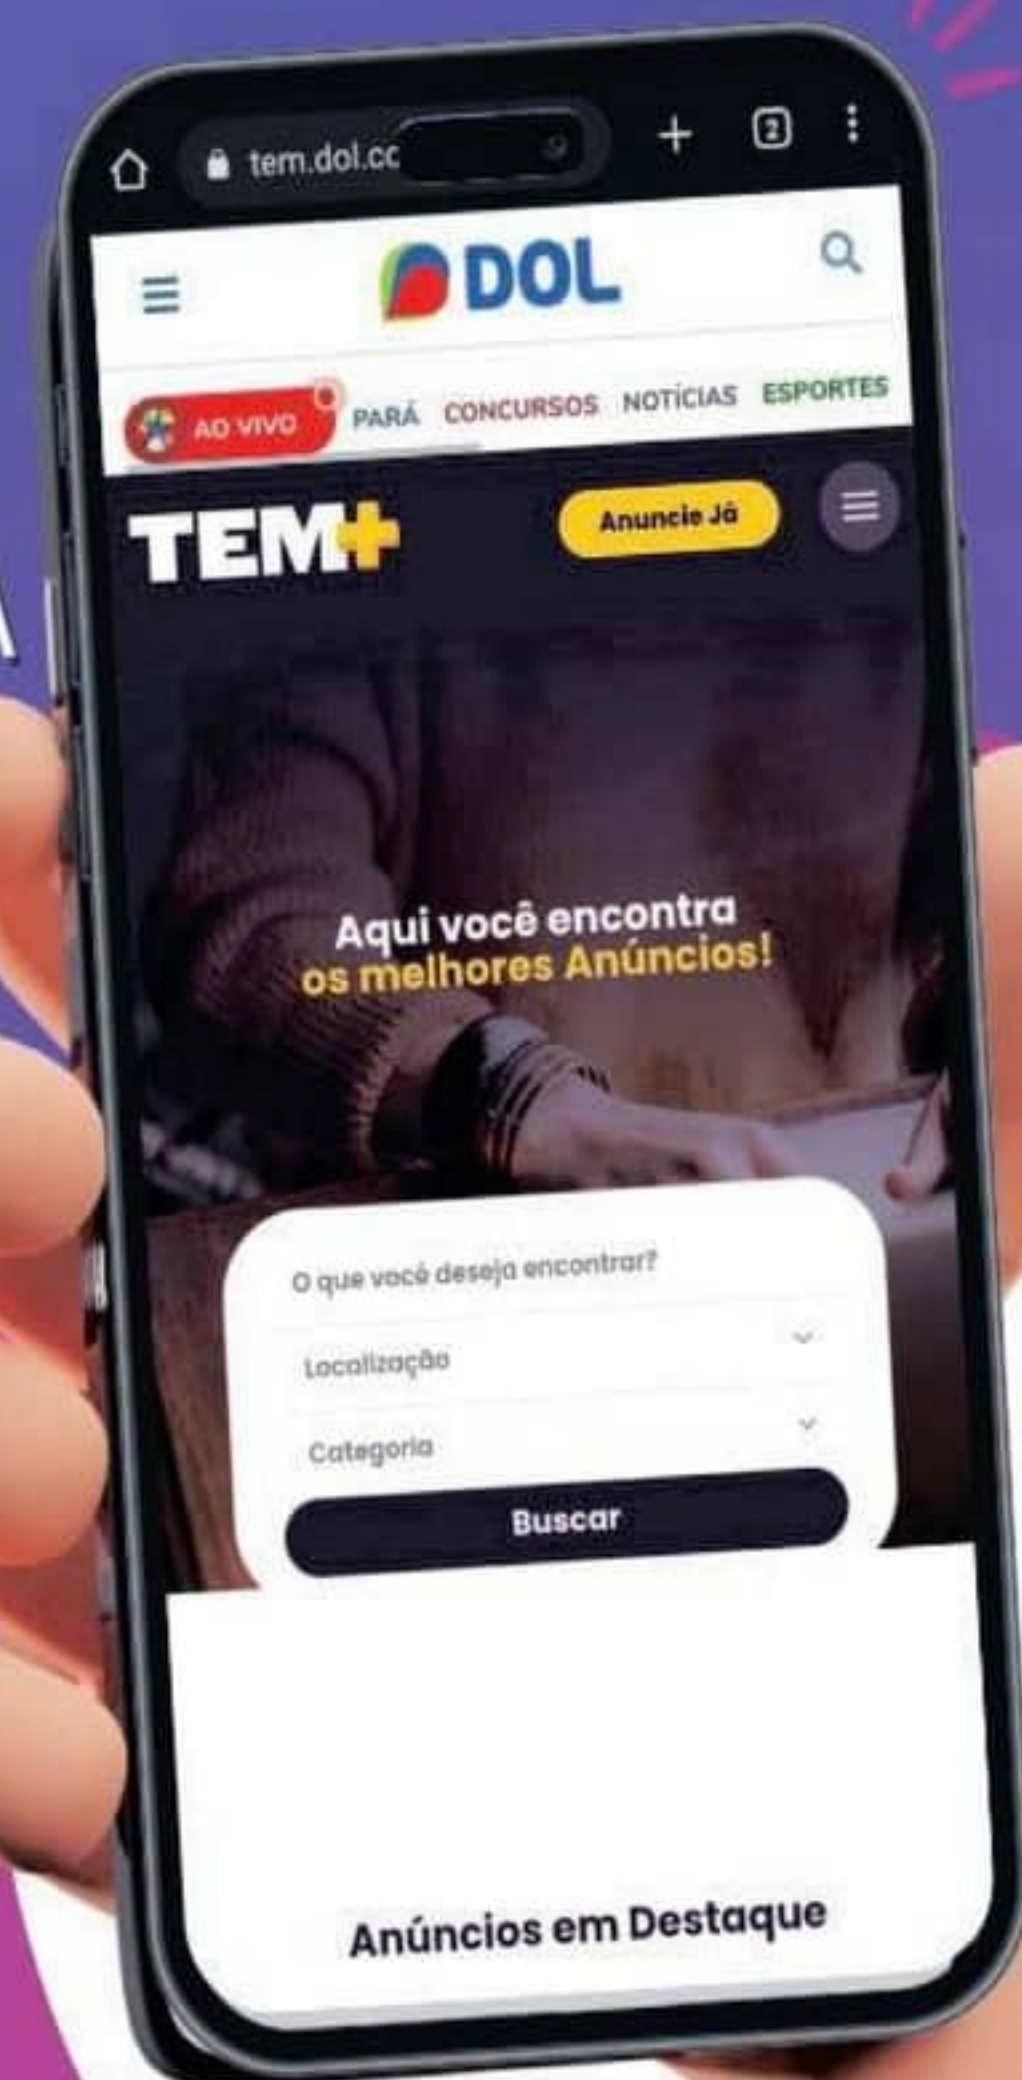 tem.dol.cc
2
DOL
AO VIVO PARÁ CONCURSOS NOTÍCIAS ESPORTES
TEM+ Anuncie Já
Aqui você encontra
os melhores Anúncios!
O que você deseja encontrar?
Localização
Categoria
Buscar
Anúncios em Destaque